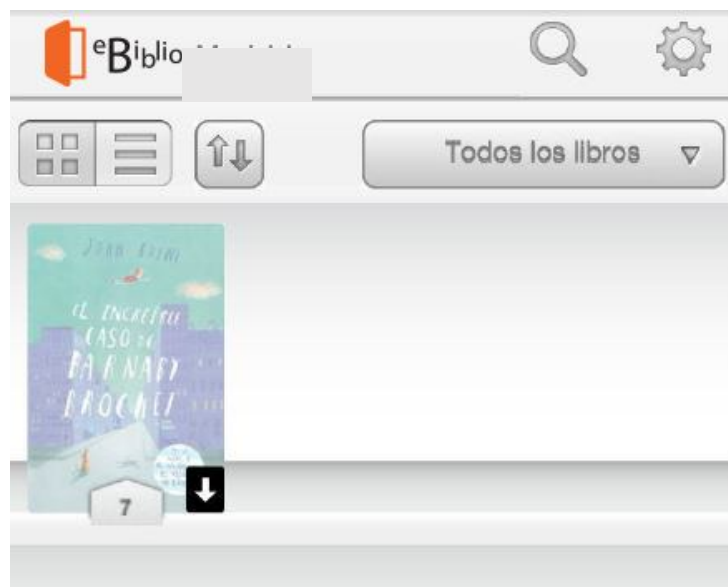 eBiblio
Todos los libros
JOHN BOYNE
EL INCREÍBLE
CASO DE
BARNABY
BROCKET
7